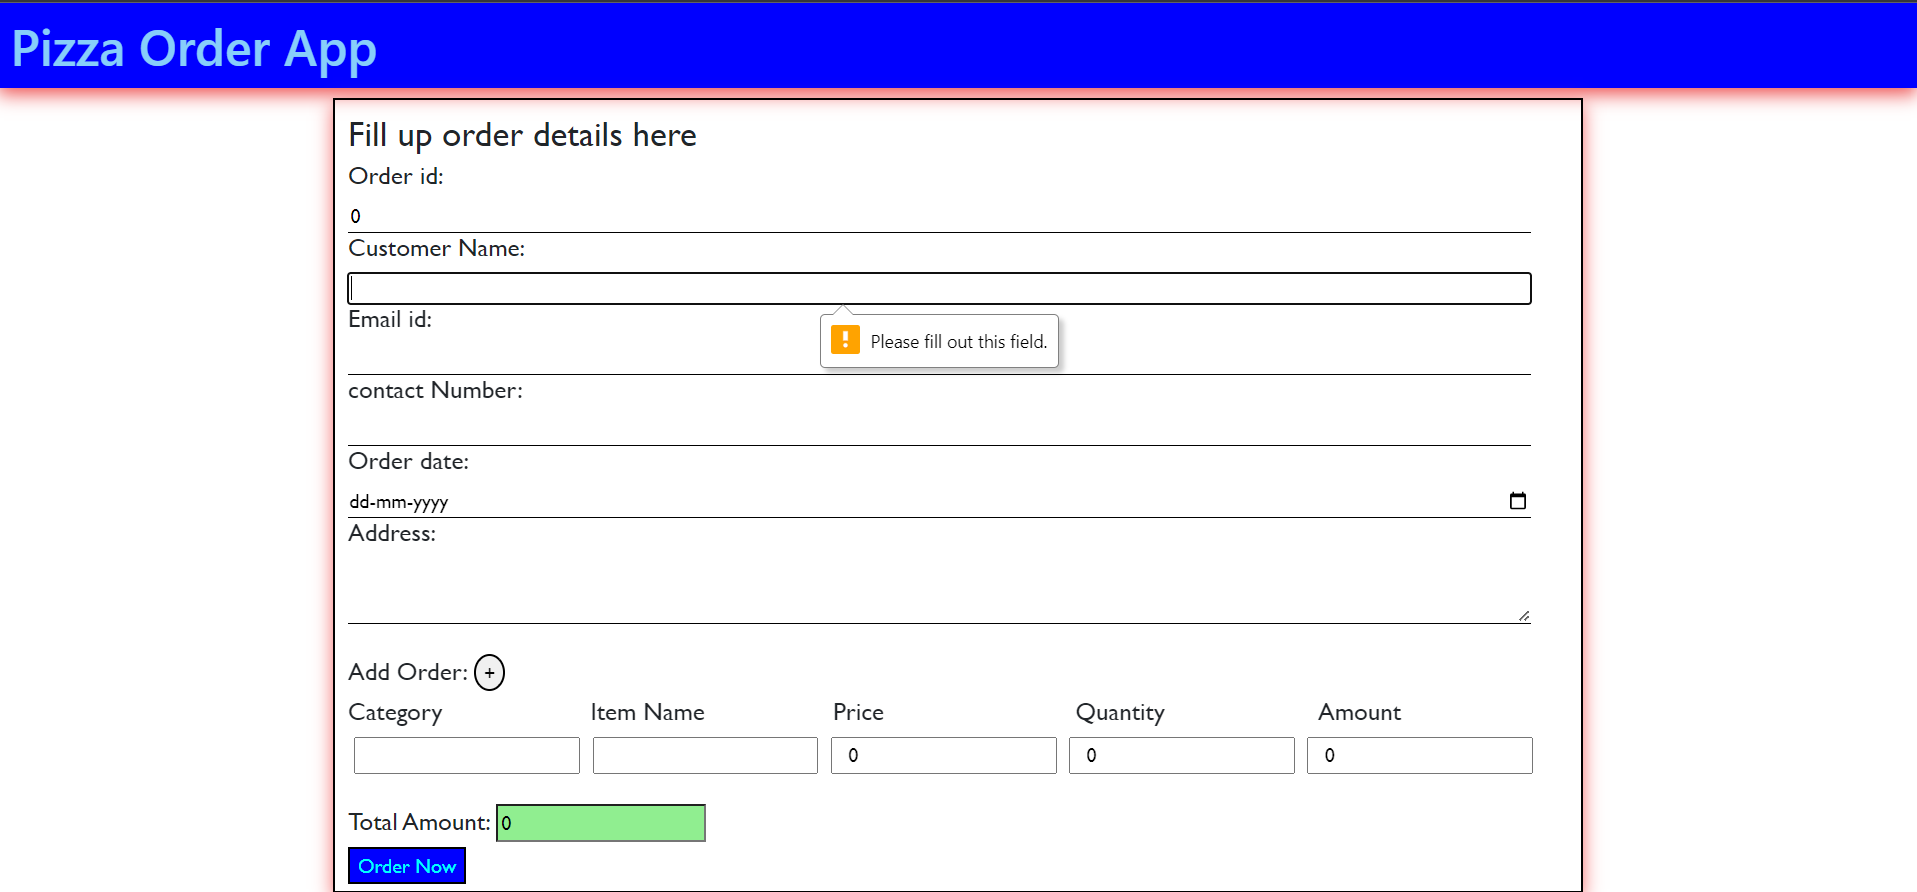 Pizza Order App
Fill up order details here
Order id:
0
Customer Name:
Email id:
Please fill out this field.
contact Number:
Order date:
dd-mm-yyyy
Address:
Add Order: +
Category Item Name Price Quantity Amount
0 0 0
Total Amount: 0
Order Now